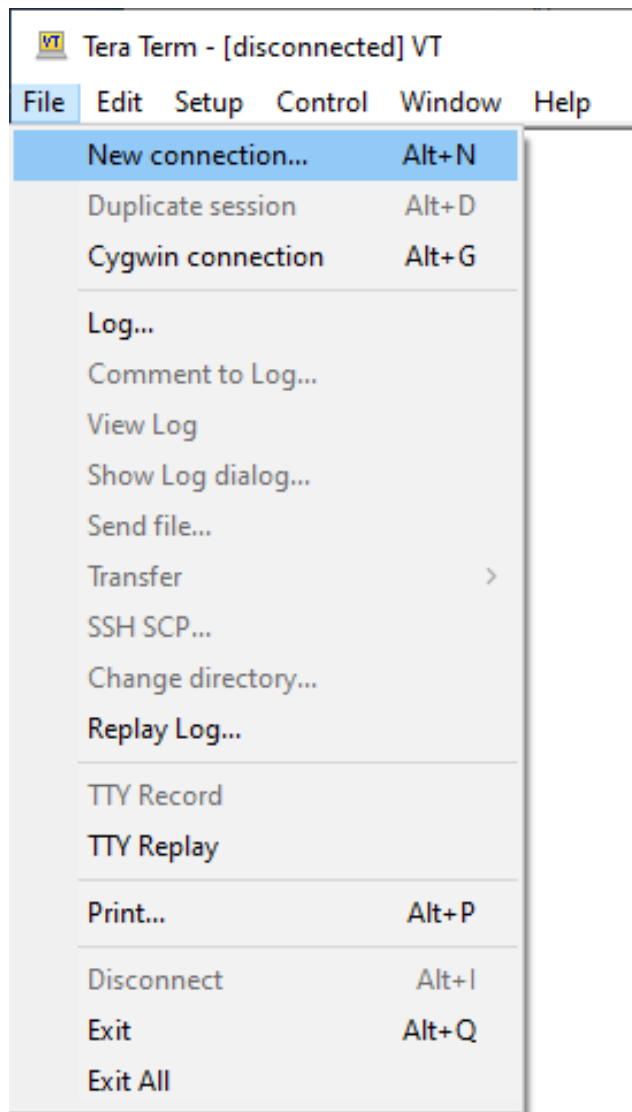 VT Tera Term - [disconnected] VT
File Edit Setup Control Window Help
New connection... Alt+N
Duplicate session Alt+D
Cygwin connection Alt+G
Log...
Comment to Log...
View Log
Show Log dialog...
Send file...
Transfer >
SSH SCP...
Change directory...
Replay Log...
TTY Record
TTY Replay
Print... Alt+P
Disconnect Alt+I
Exit Alt+Q
Exit All